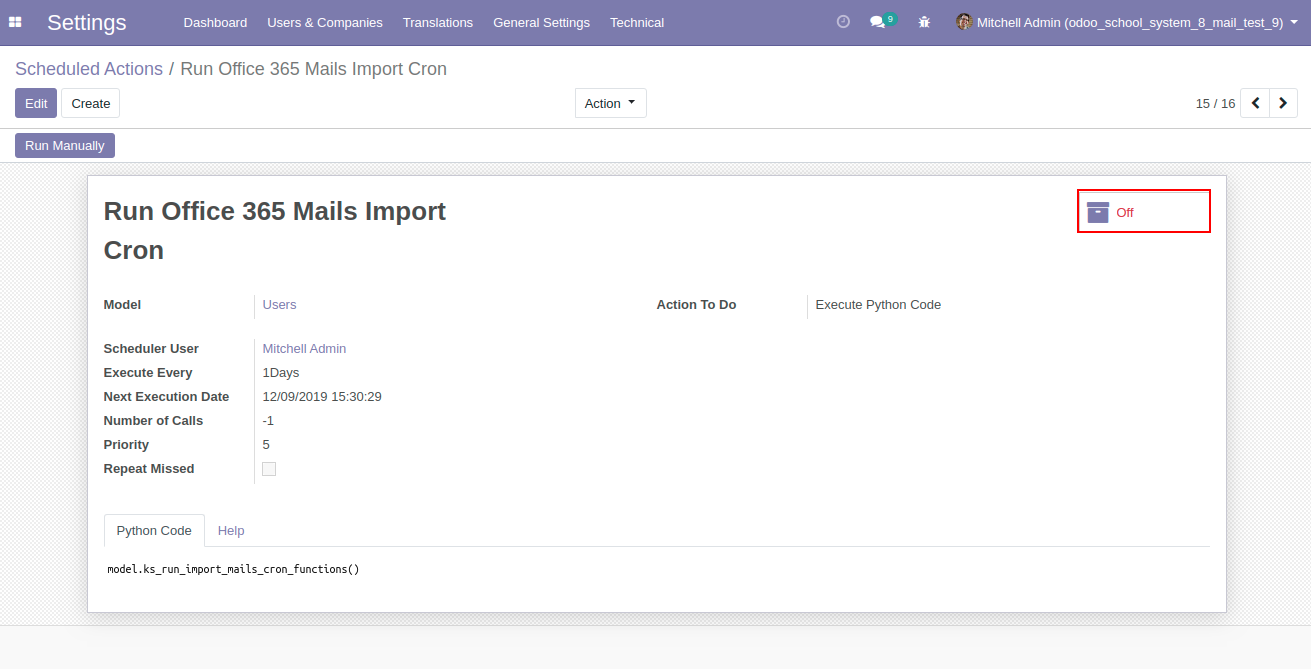 Settings Dashboard Users & Companies Translations General Settings Technical 9 Mitchell Admin (odoo_school_system_8_mail_test_9)
Scheduled Actions / Run Office 365 Mails Import Cron
Edit Create Action 15 / 16
Run Manually
Run Office 365 Mails Import
Cron
Off
Model Users Action To Do Execute Python Code
Scheduler User Mitchell Admin
Execute Every 1Days
Next Execution Date 12/09/2019 15:30:29
Number of Calls -1
Priority 5
Repeat Missed
Python Code Help
model.ks_run_import_mails_cron_functions()